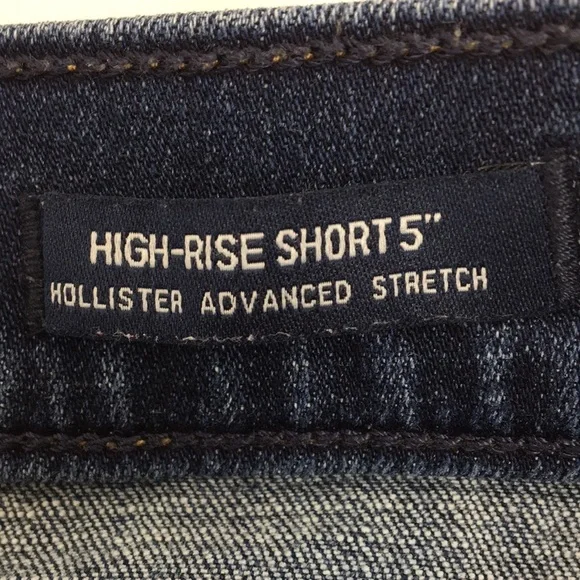 HIGH-RISE SHORT 5"
HOLLISTER ADVANCED STRETCH